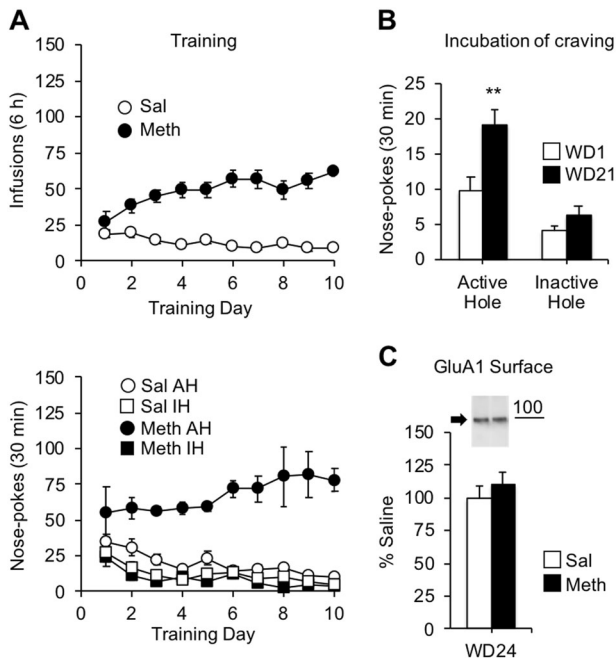 A
Training
Infusions (6 h)
150
125
100
75
50
25
0
Sal
Meth
0 2 4 6 8 10
Training Day
Nose-pokes (30 min)
150
125
100
75
50
25
0
Sal AH
Sal IH
Meth AH
Meth IH
0 2 4 6 8 10
Training Day
B
Incubation of craving
Nose-pokes (30 min)
25
20
15
10
5
0
**
WD1
WD21
Active
Hole
Inactive
Hole
C
GluA1 Surface
100
% Saline
150
125
100
75
50
25
0
Sal
Meth
WD24